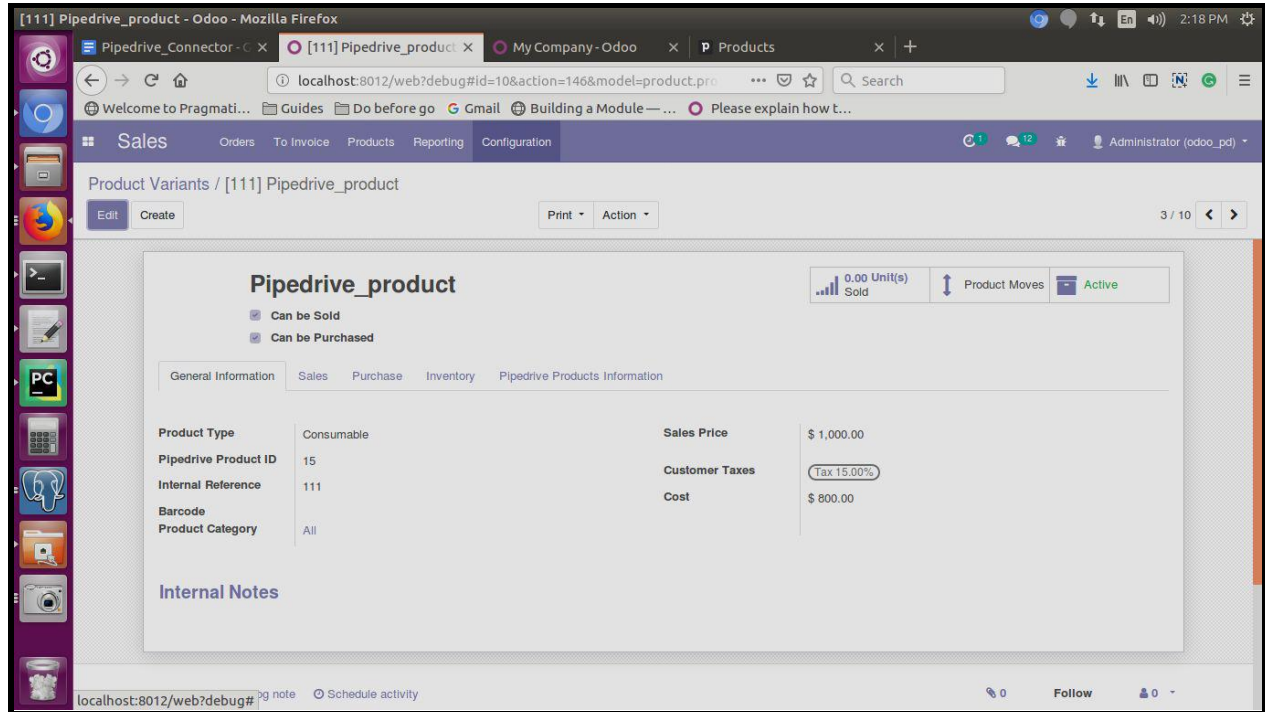 [111] Pipedrive_product - Odoo - Mozilla Firefox
En 2:18 PM
Pipedrive_Connector - G
[111] Pipedrive_product
My Company - Odoo
Products
localhost:8012/web?debug#id=10&action=146&model=product.pro
Search
Welcome to Pragmati... Guides Do before go Gmail Building a Module — ... Please explain how t...
Sales Orders To Invoice Products Reporting Configuration 1 12 Administrator (odoo_pd)
Product Variants / [111] Pipedrive_product
Edit Create Print Action 3 / 10
Pipedrive_product
0.00 Unit(s)
Sold
Product Moves
Active
Can be Sold
Can be Purchased
General Information Sales Purchase Inventory Pipedrive Products Information
Product Type Consumable
Pipedrive Product ID 15
Internal Reference 111
Barcode
Product Category All
Sales Price $ 1,000.00
Customer Taxes Tax 15.00%
Cost $ 800.00
Internal Notes
note Schedule activity 0 Follow 0
localhost:8012/web?debug#
PC